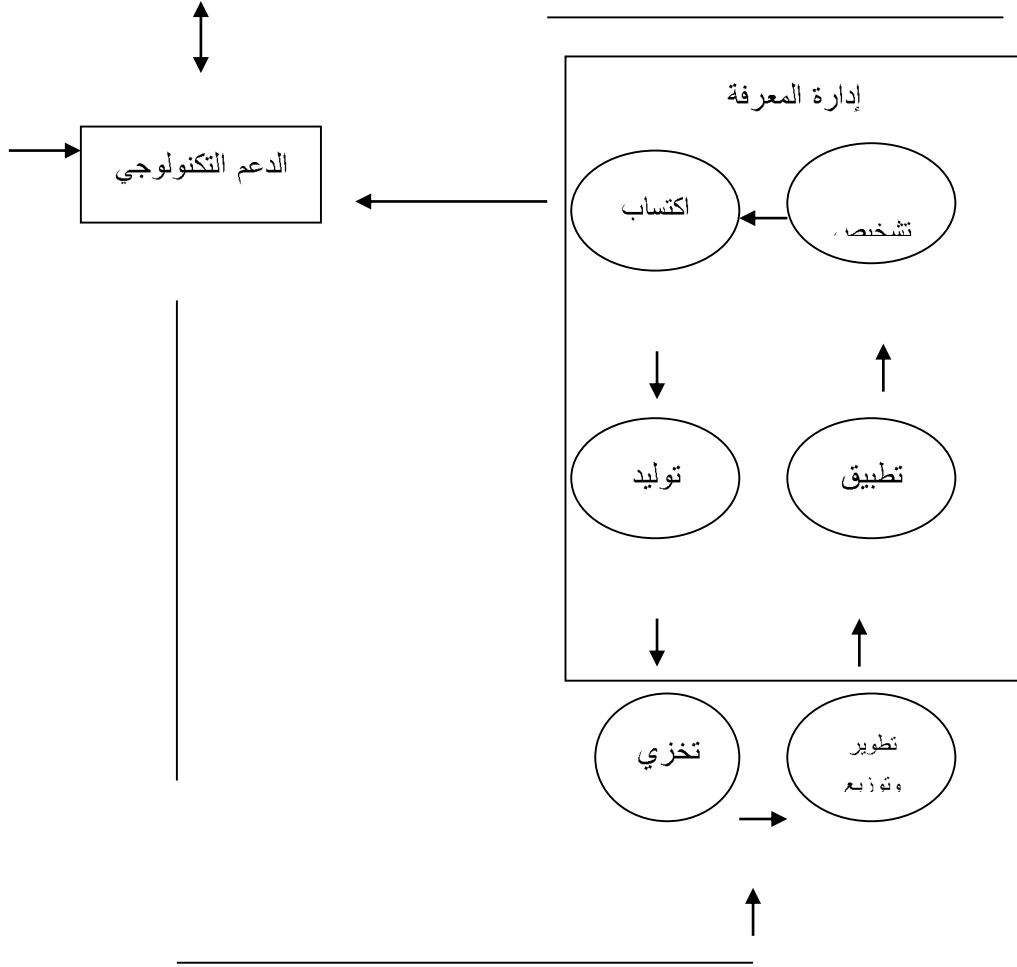 إدارة المعرفة
الدعم التكنولوجي
تشخيص
اكتساب
تطبيق
توليد
تطوير
وتوزيع
تخزي